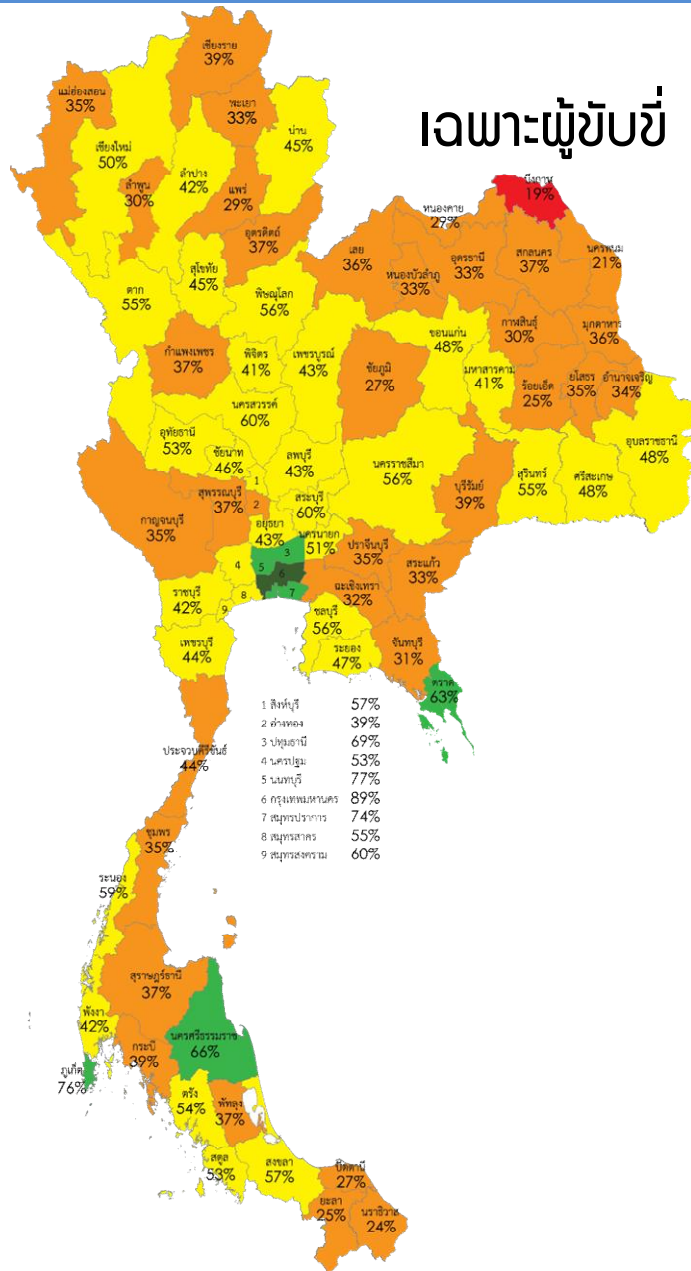 เฉพาะผู้ขับขี่
เชียงราย
39%
แม่ฮ่องสอน
35%
พะเยา
33%
น่าน
45%
เชียงใหม่
50%
ลำปาง
42%
ลำพูน
30%
แพร่
29%
อุตรดิตถ์
37%
บึงกาฬ
19%
หนองคาย
29%
เลย
36%
หนองบัวลำภู
33%
อุดรธานี
33%
สกลนคร
37%
นครพนม
21%
ตาก
55%
สุโขทัย
45%
พิษณุโลก
56%
กำแพงเพชร
37%
พิจิตร
41%
เพชรบูรณ์
43%
ชัยภูมิ
27%
ขอนแก่น
48%
มหาสารคาม
41%
กาฬสินธุ์
30%
มุกดาหาร
36%
ร้อยเอ็ด
25%
ยโสธร
35%
อำนาจเจริญ
34%
นครสวรรค์
60%
อุทัยธานี
53%
ชัยนาท
46%
ลพบุรี
43%
นครราชสีมา
56%
บุรีรัมย์
39%
สุรินทร์
55%
ศรีสะเกษ
48%
อุบลราชธานี
48%
1
สุพรรณบุรี
37%
2
สระบุรี
60%
กาญจนบุรี
35%
อยุธยา
43%
นครนายก
51%
ปราจีนบุรี
35%
สระแก้ว
33%
3
4
5
6
7
8
9
ฉะเชิงเทรา
32%
ราชบุรี
42%
ชลบุรี
56%
ระยอง
47%
จันทบุรี
31%
ตราด
63%
เพชรบุรี
44%
ประจวบคีรีขันธ์
44%
1 สิงห์บุรี 57%
2 อ่างทอง 39%
3 ปทุมธานี 69%
4 นครปฐม 53%
5 นนทบุรี 77%
6 กรุงเทพมหานคร 89%
7 สมุทรปราการ 74%
8 สมุทรสาคร 55%
9 สมุทรสงคราม 60%
ชุมพร
35%
ระนอง
59%
สุราษฎร์ธานี
37%
พังงา
42%
นครศรีธรรมราช
66%
กระบี่
39%
ภูเก็ต
76%
ตรัง
54%
พัทลุง
37%
สตูล
53%
สงขลา
57%
ปัตตานี
27%
ยะลา
25%
นราธิวาส
24%